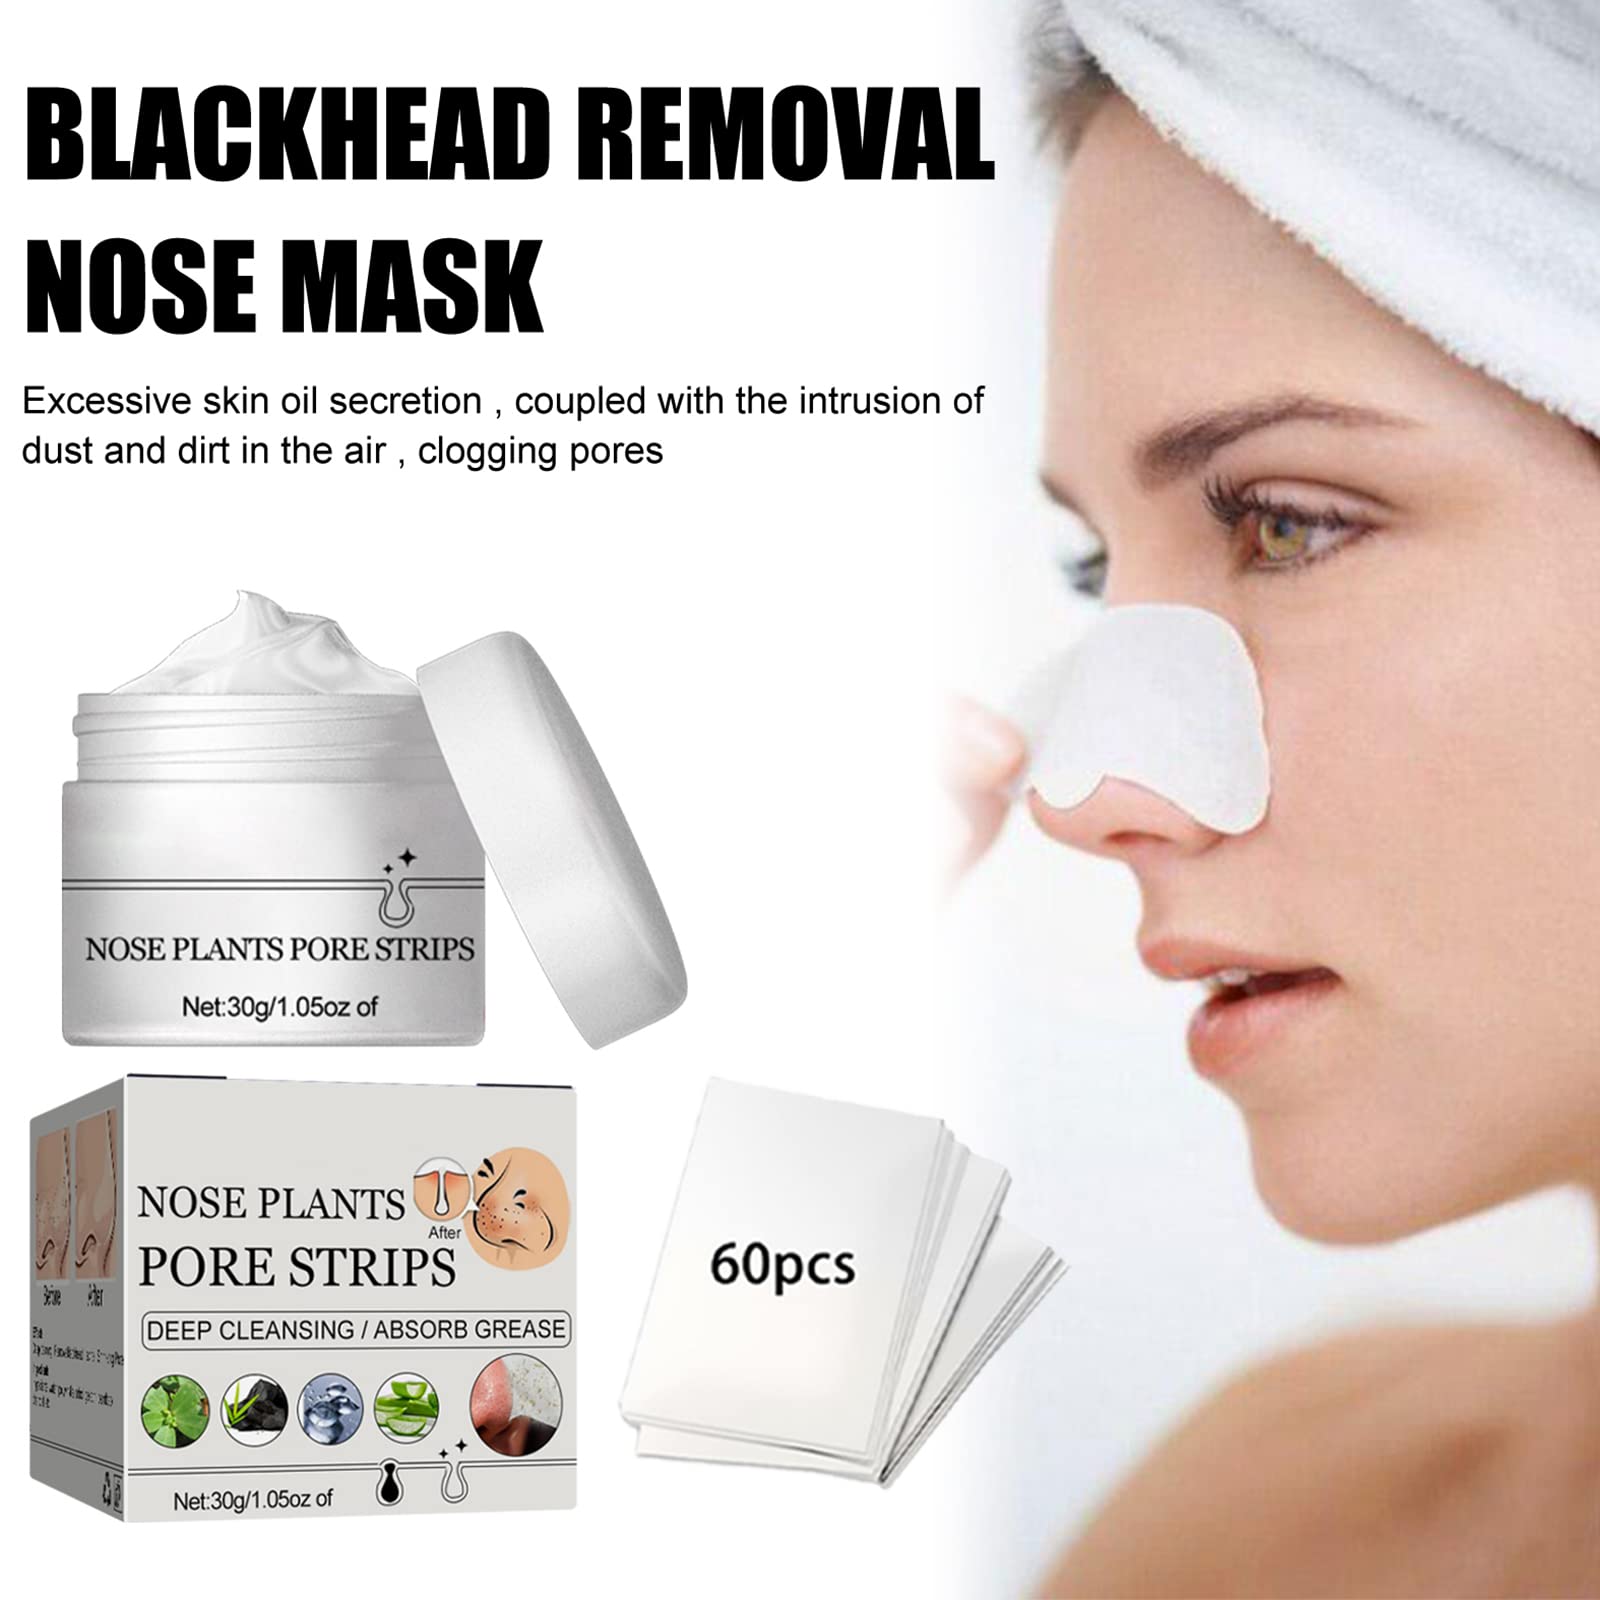 BLACKHEAD REMOVAL
NOSE MASK
Excessive skin oil secretion , coupled with the intrusion of
dust and dirt in the air , clogging pores
NOSE PLANTS PORE STRIPS
Net:30g/1.05oz of
NOSE PLANTS
After
PORE STRIPS
DEEP CLEANSING / ABSORB GREASE
Net:30g/1.05oz of
After
60pcs